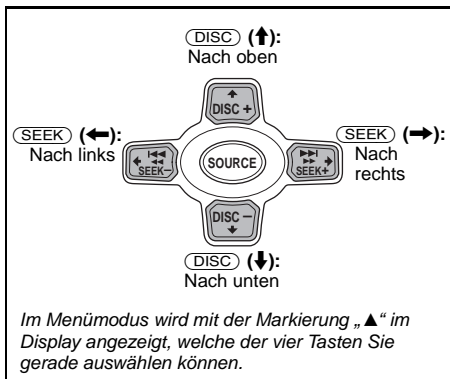 DISC (↑):
Nach oben
DISC +
SEEK (←):
Nach links
SEEK−
SOURCE
SEEK+
SEEK (→):
Nach
rechts
DISC −
DISC (↓):
Nach unten
Im Menümodus wird mit der Markierung „▲“ im
Display angezeigt, welche der vier Tasten Sie
gerade auswählen können.